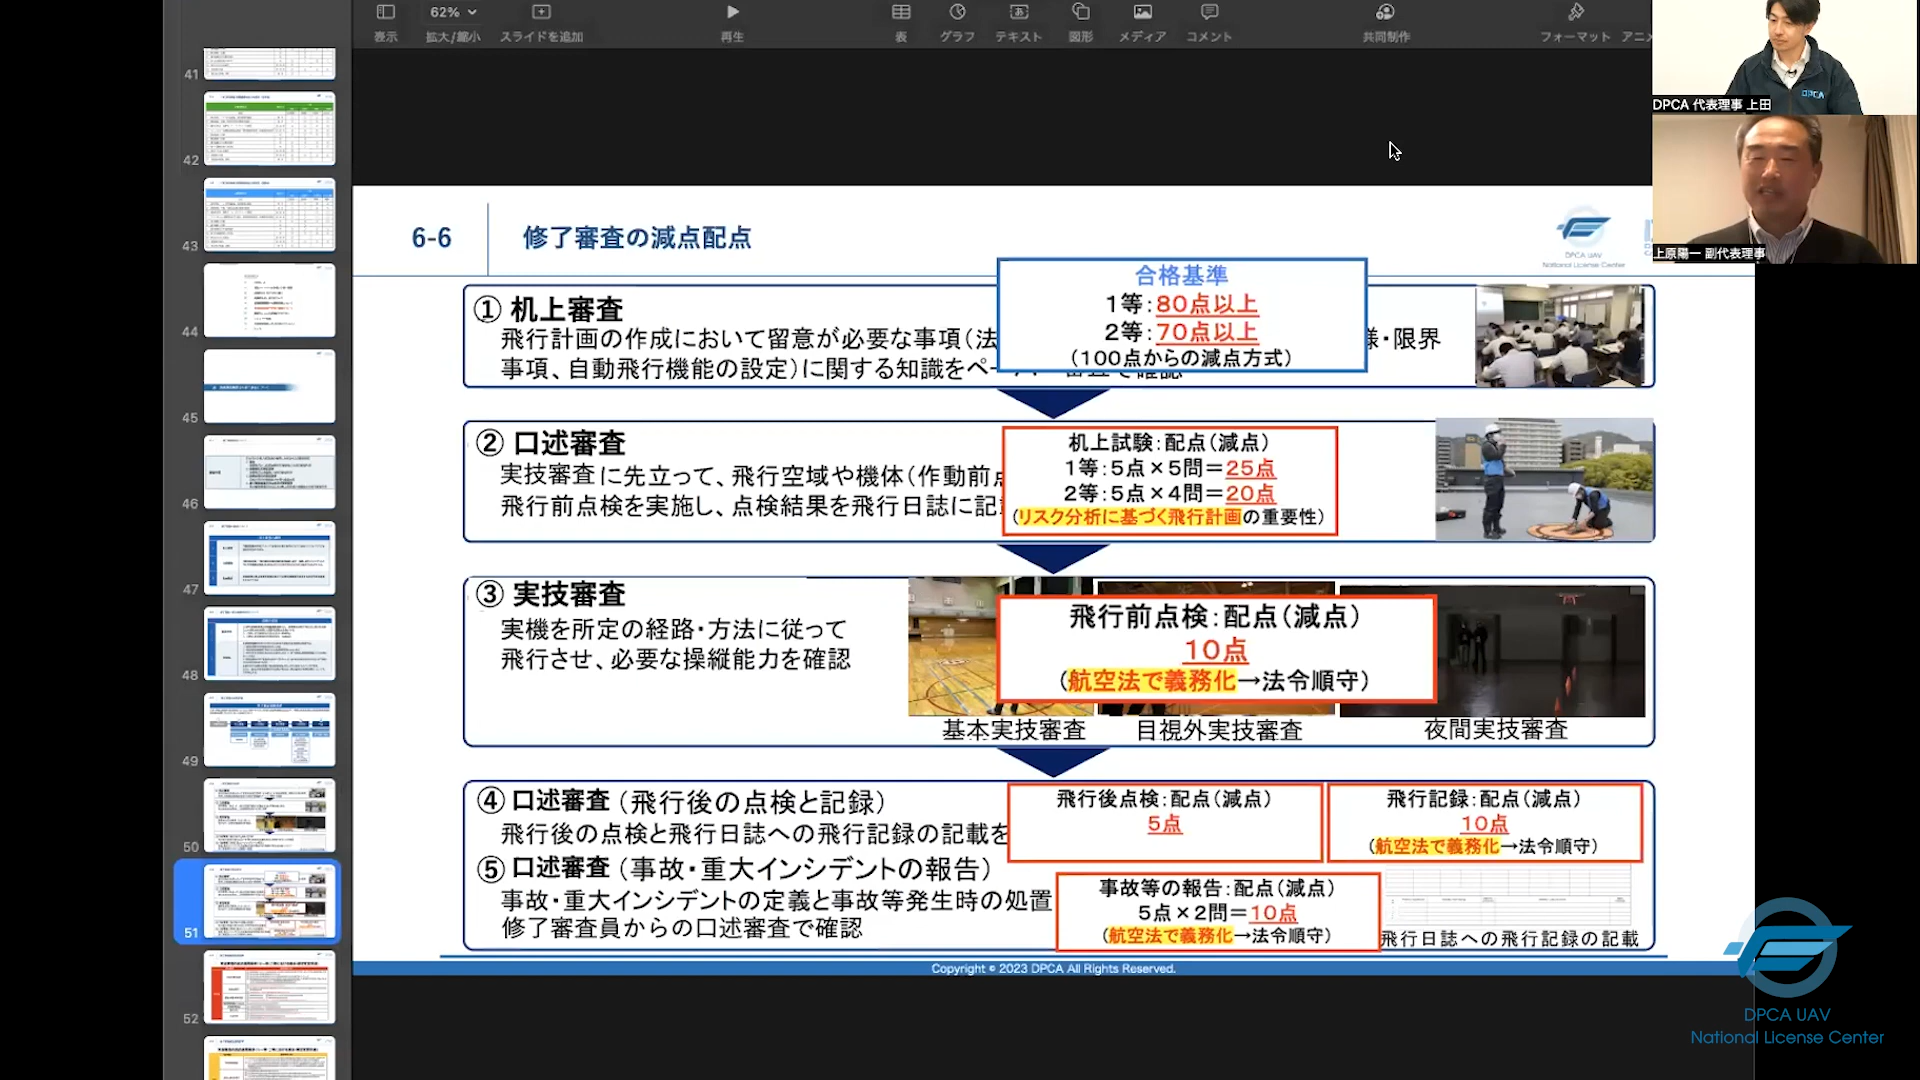 62%
表示
拡大/縮小
スライドを追加
再生
表
グラフ
テキスト
図形
メディア
コメント
共同制作
フォーマット
アニメ
41
42
43
44
45
46
47
48
49
50
51
52
DPCA
DPCA 代表理事 上田
上原陽一 副代表理事
6-6
修了審査の減点配点
DPCA UAV
National License Center
合格基準
1等:80点以上
2等:70点以上
(100点からの減点方式)
① 机上審査
飛行計画の作成において留意が必要な事項(法
様・限界
事項、自動飛行機能の設定)に関する知識をペ
② 口述審査
実技審査に先立って、飛行空域や機体(作動前点
飛行前点検を実施し、点検結果を飛行日誌に記
机上試験:配点(減点)
1等:5点×5問=25点
2等:5点×4問=20点
(リスク分析に基づく飛行計画の重要性)
③ 実技審査
実機を所定の経路・方法に従って
飛行させ、必要な操縦能力を確認
飛行前点検:配点(減点)
10点
(航空法で義務化→法令順守)
基本実技審査
目視外実技審査
夜間実技審査
④ 口述審査(飛行後の点検と記録)
飛行後の点検と飛行日誌への飛行記録の記載を
飛行後点検:配点(減点)
5点
飛行記録:配点(減点)
10点
(航空法で義務化→法令順守)
⑤ 口述審査(事故・重大インシデントの報告)
事故・重大インシデントの定義と事故等発生時の処置
修了審査員からの口述審査で確認
事故等の報告:配点(減点)
5点×2問=10点
(航空法で義務化→法令順守)
飛行日誌への飛行記録の記載
Copyright © 2023 DPCA All Rights Reserved.
DPCA UAV
National License Center